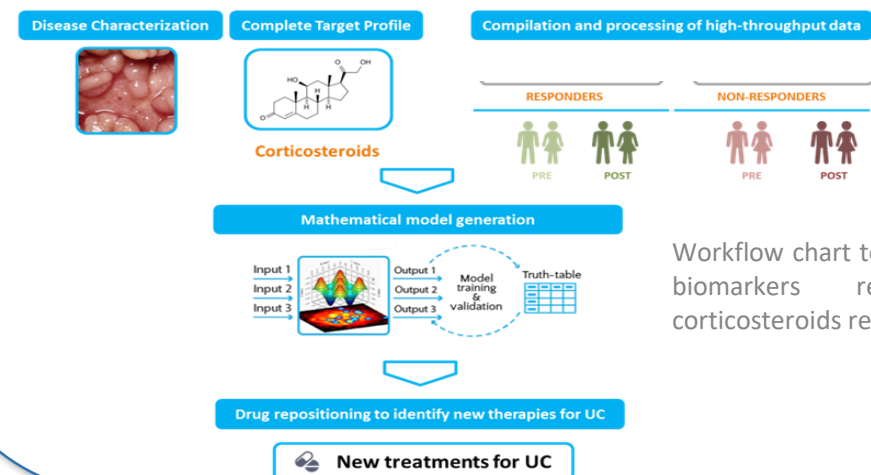 Disease Characterization
Complete Target Profile
Compilation and processing of high-throughput data
HO
O
OH
H
H
H
O
Corticosteroids
RESPONDERS
NON-RESPONDERS
PRE
POST
PRE
POST
Mathematical model generation
Input 1
Input 2
Input 3
Output 1
Output 2
Output 3
Model
training
&
validation
Truth-table
Workflow chart
biomarkers
corticosteroids
Drug repositioning to identify new therapies for UC
New treatments for UC